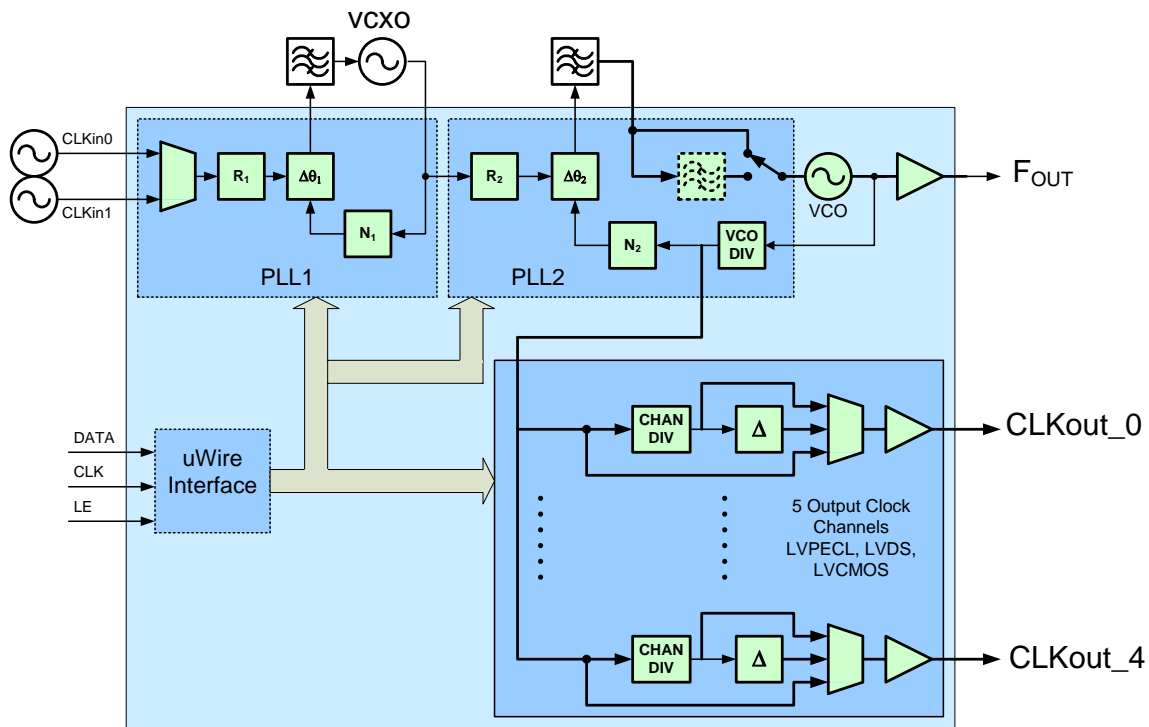 VCXO
CLKin0
CLKin1
R1
Δθ1
N1
PLL1
R2
Δθ2
N2
VCO
DIV
PLL2
VCO
FOUT
DATA
CLK
LE
uWire
Interface
CHAN
DIV
Δ
CLKout_0
5 Output Clock
Channels
LVPECL, LVDS,
LVCMOS
CHAN
DIV
Δ
CLKout_4